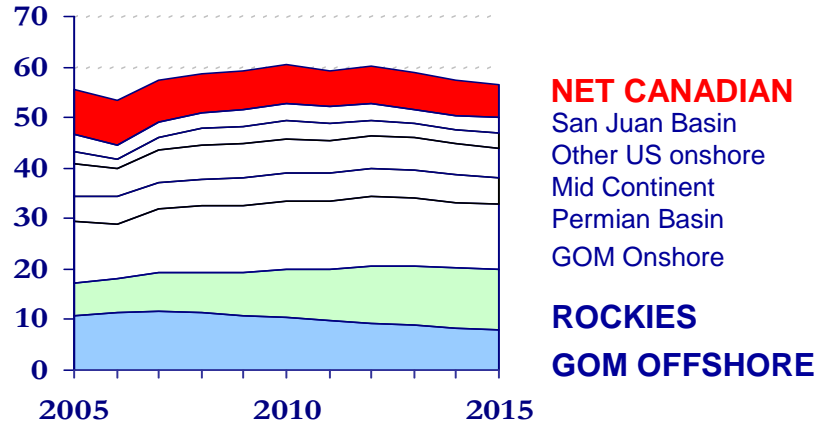 70
60
50
40
30
20
10
0
2005 2010 2015
NET CANADIAN
San Juan Basin
Other US onshore
Mid Continent
Permian Basin
GOM Onshore
ROCKIES
GOM OFFSHORE